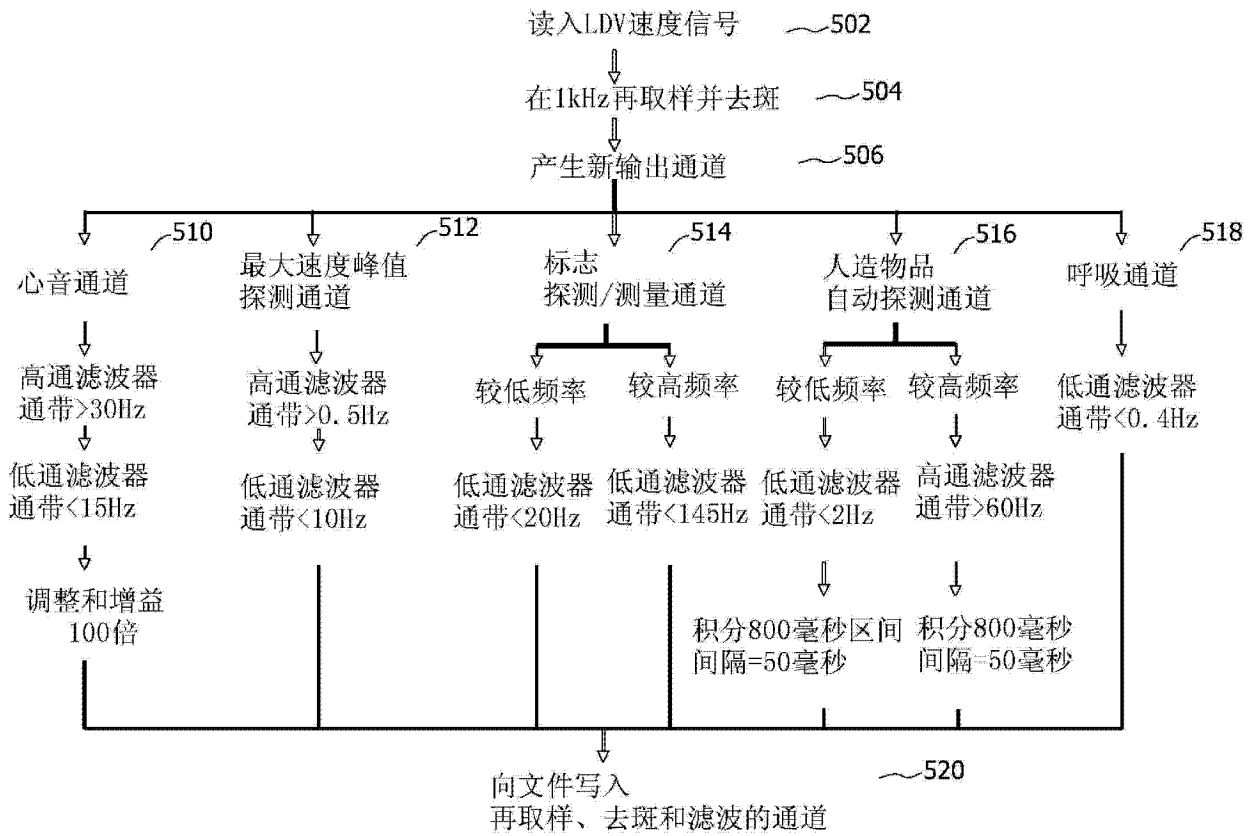 读入LDV速度信号
502
在1kHz再取样并去斑
504
产生新输出通道
506
510
心音通道
高通滤波器
通带>30Hz
低通滤波器
通带<15Hz
调整和增益
100倍
512
最大速度峰值
探测通道
高通滤波器
通带>0.5Hz
低通滤波器
通带<10Hz
514
标志
探测/测量通道
较低频率
低通滤波器
通带<20Hz
较高频率
低通滤波器
通带<145Hz
516
人造物品
自动探测通道
较低频率
低通滤波器
通带<2Hz
积分800毫秒区间
间隔=50毫秒
较高频率
高通滤波器
通带>60Hz
积分800毫秒
间隔=50毫秒
518
呼吸通道
低通滤波器
通带<0.4Hz
520
向文件写入
再取样、去斑和滤波的通道